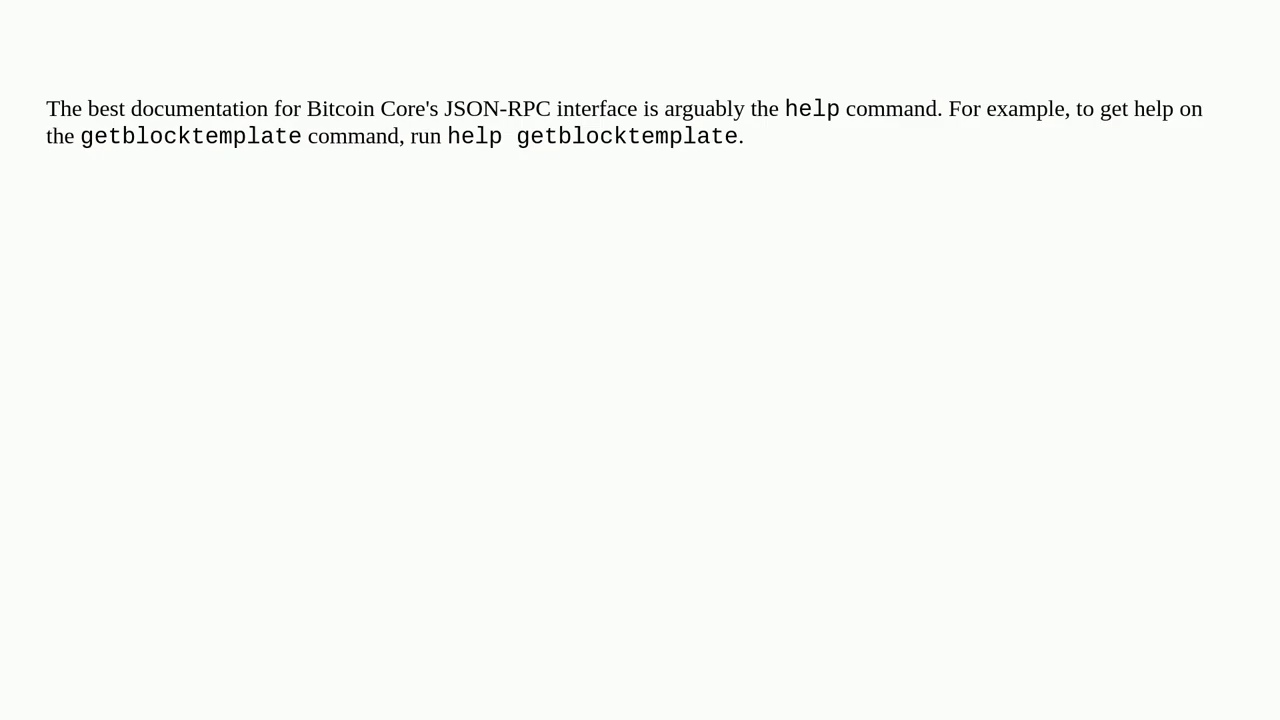 The best documentation for Bitcoin Core's JSON-RPC interface is arguably the help command. For example, to get help on
the getblocktemplate command, run help getblocktemplate.